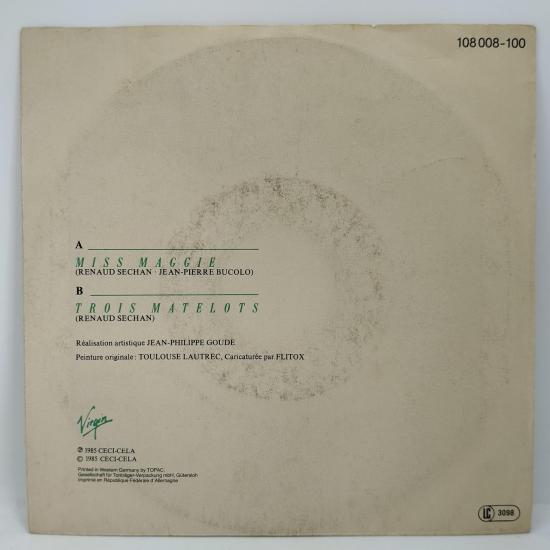 108 008-100
A
MISS MAGGIE
(RENAUD SECHAN · JEAN-PIERRE BUCOLO)
B
TROIS MATELOTS
(RENAUD SECHAN)
Réalisation artistique JEAN-PHILIPPE GOUDE
Peinture originale : TOULOUSE LAUTREC, Caricaturée par FLITOX
Virgin
℗ 1985 CECI-CELA
© 1985 CECI-CELA
Printed in Western Germany by TOPAC,
Gesellschaft für Tonträger-Verpackung mbH, Gütersloh
Imprimé en République Fédérale d'Allemagne
LC 3098